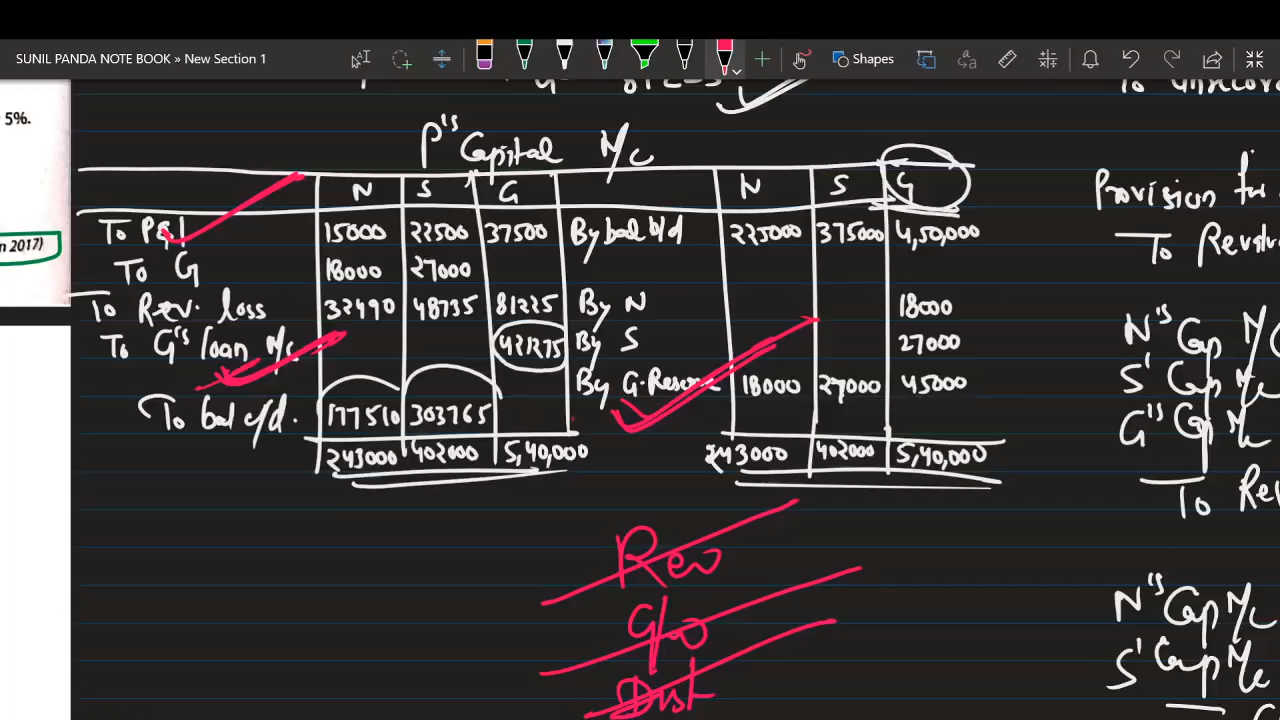 SUNIL PANDA NOTE BOOK » New Section 1
Shapes
5%.
n 2017)
P's Capital A/c
N S G N S G
To P&L 15000 22500 37500 By bal b/d 225000 375000 4,50,000
To G 18000 27000
To Rev. loss 32490 48735 81225 By N 18000
To G's loan A/c 421275 By S 27000
By G. Reserve 18000 27000 45000
To bal c/d. 177510 303765
243000 402000 5,40,000 243000 402000 5,40,000
Rev
G/o
Dist
Provision for
To
N's Cap A/c
S' Cap A/c
G's Cap A/c
To Re
N's Cap A/c
S' Cap A/c